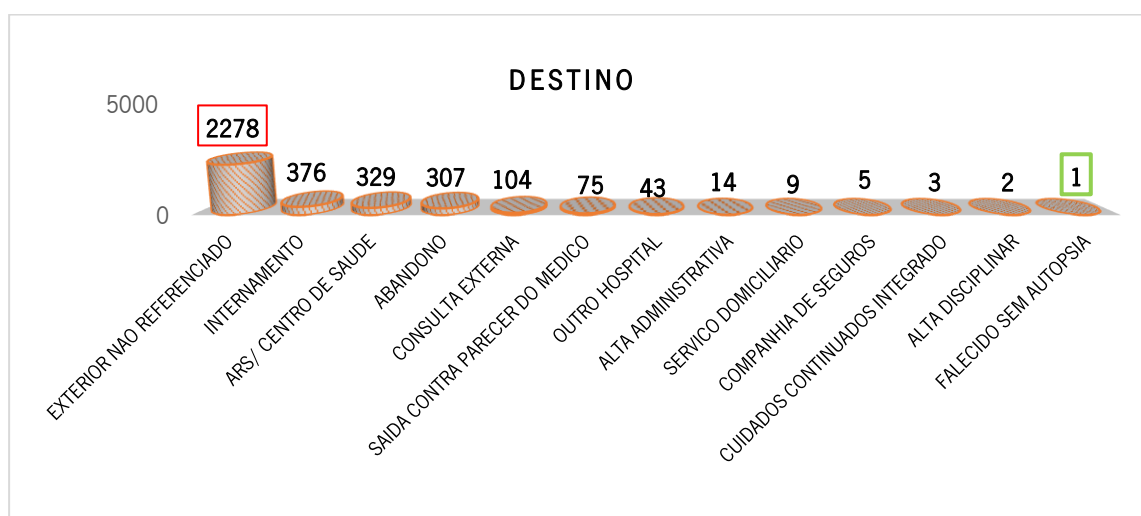 DESTINO
5000
0
2278
376
329
307
104
75
43
14
9
5
3
2
1
EXTERIOR NAO REFERENCIADO
INTERNAMENTO
ARS/ CENTRO DE SAUDE
ABANDONO
CONSULTA EXTERNA
SAIDA CONTRA PARECER DO MEDICO
OUTRO HOSPITAL
ALTA ADMINISTRATIVA
SERVICO DOMICILIARIO
COMPANHIA DE SEGUROS
CUIDADOS CONTINUADOS INTEGRADO
ALTA DISCIPLINAR
FALECIDO SEM AUTOPSIA